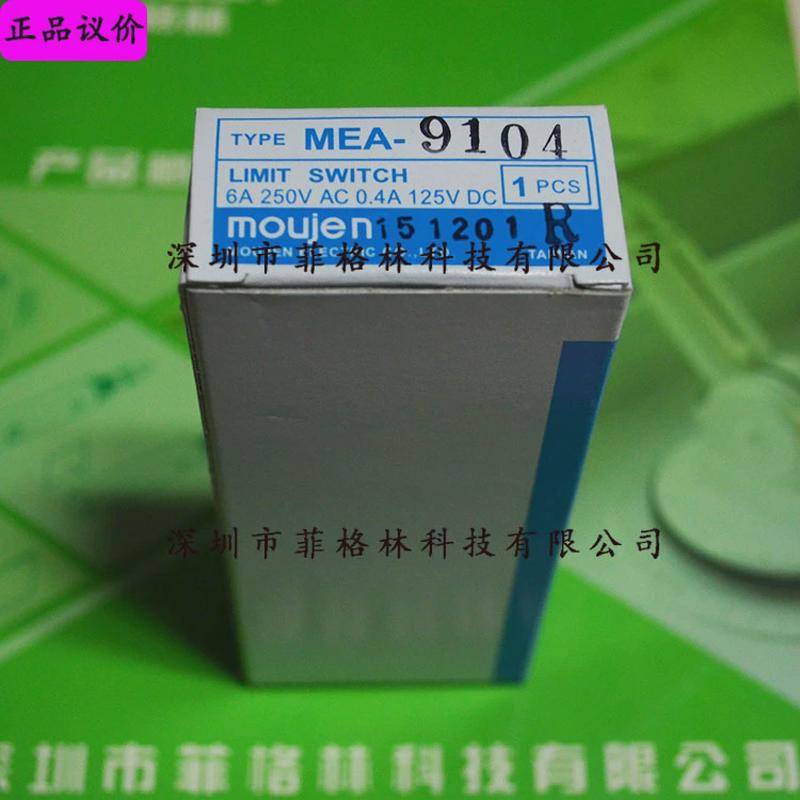 正品议价
TYPE MEA-9104
LIMIT SWITCH
6A 250V AC 0.4A 125V DC
1 PCS
moujen 151201 R
深圳市菲格林科技有限公司
TAIWAN
深圳市菲格林科技有限公司
深圳市菲格林科技有限公司